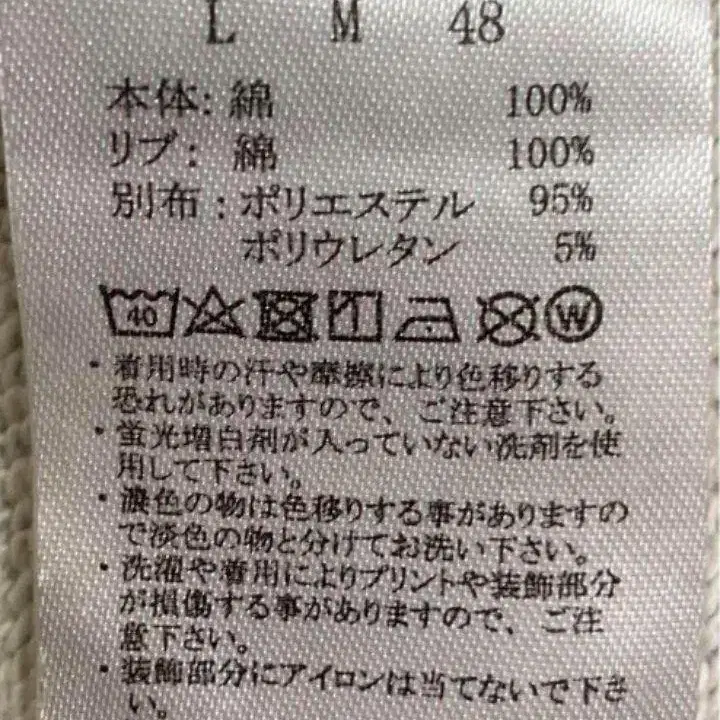 L M 48
本体: 綿 100%
リブ: 綿 100%
別布: ポリエステル 95%
ポリウレタン 5%
40 W
・着用時の汗や摩擦により色移りする
恐れがありますので、ご注意下さい。
・蛍光増白剤が入っていない洗剤を使
用して下さい。
・濃色の物は色移りする事がありますの
で淡色の物と分けてお洗い下さい。
・洗濯や着用によりプリントや装飾部分
が損傷する事がありますので、ご注
意下さい。
・装飾部分にアイロンは当てないで下さ
い。